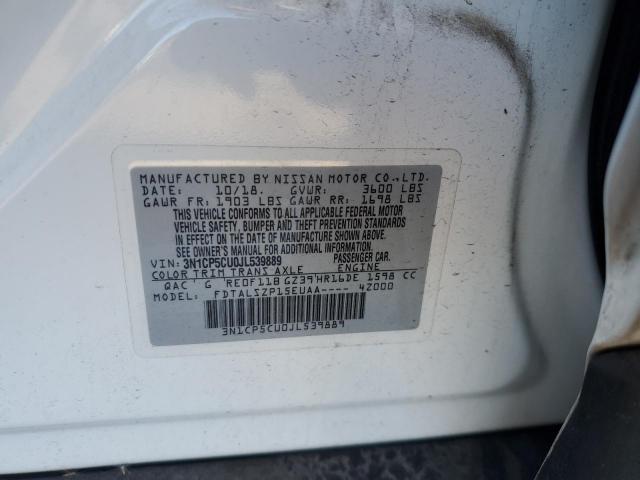 MANUFACTURED BY NISSAN MOTOR CO.,LTD.
DATE: 10/18. GVWR: 3600 LBS
GAWR FR: 1903 LBS GAWR RR: 1698 LBS
THIS VEHICLE CONFORMS TO ALL APPLICABLE FEDERAL MOTOR
VEHICLE SAFETY, BUMPER AND THEFT PREVENTION STANDARDS
IN EFFECT ON THE DATE OF MANUFACTURE SHOWN ABOVE.
SEE OWNER'S MANUAL FOR ADDITIONAL INFORMATION.
VIN: 3N1CP5CU0JL539889 PASSENGER CAR.
COLOR TRIM TRANS AXLE ENGINE
QAC G RE0F11B GZ39 HR16DE 1598 CC
MODEL: FDTALSZP15EUAA---- 42000
3N1CP5CU0JL539889